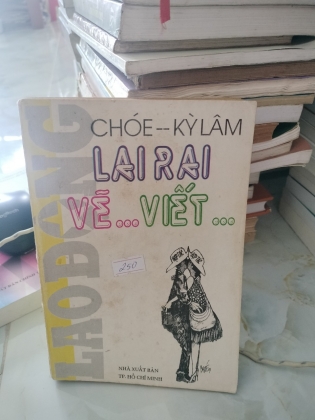 CHÓE--KỲ LÂM
LAI RAI
VẼ... VIẾT...
LAO ĐỘNG
250
NHÀ XUẤT BẢN
TP. HỒ CHÍ MINH